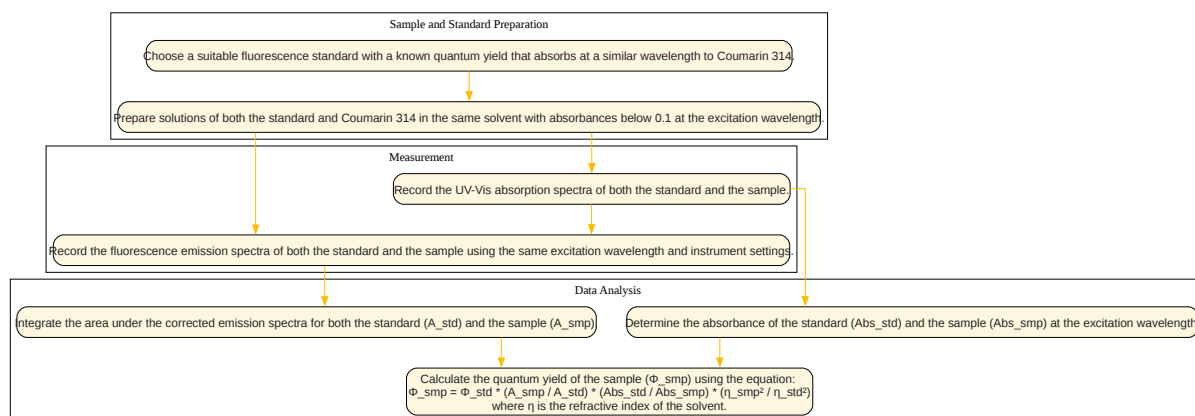 Sample and Standard Preparation
Choose a suitable fluorescence standard with a known quantum yield that absorbs at a similar wavelength to Coumarin 314.
Prepare solutions of both the standard and Coumarin 314 in the same solvent with absorbances below 0.1 at the excitation wavelength.
Measurement
Record the UV-Vis absorption spectra of both the standard and the sample.
Record the fluorescence emission spectra of both the standard and the sample using the same excitation wavelength and instrument settings.
Data Analysis
Integrate the area under the corrected emission spectra for both the standard (A_std) and the sample (A_smp).
Determine the absorbance of the standard (Abs_std) and the sample (Abs_smp) at the excitation wavelength
Calculate the quantum yield of the sample (Φ_smp) using the equation:
Φ_smp = Φ_std * (A_smp / A_std) * (Abs_std / Abs_smp) * (η_smp² / η_std²)
where η is the refractive index of the solvent.